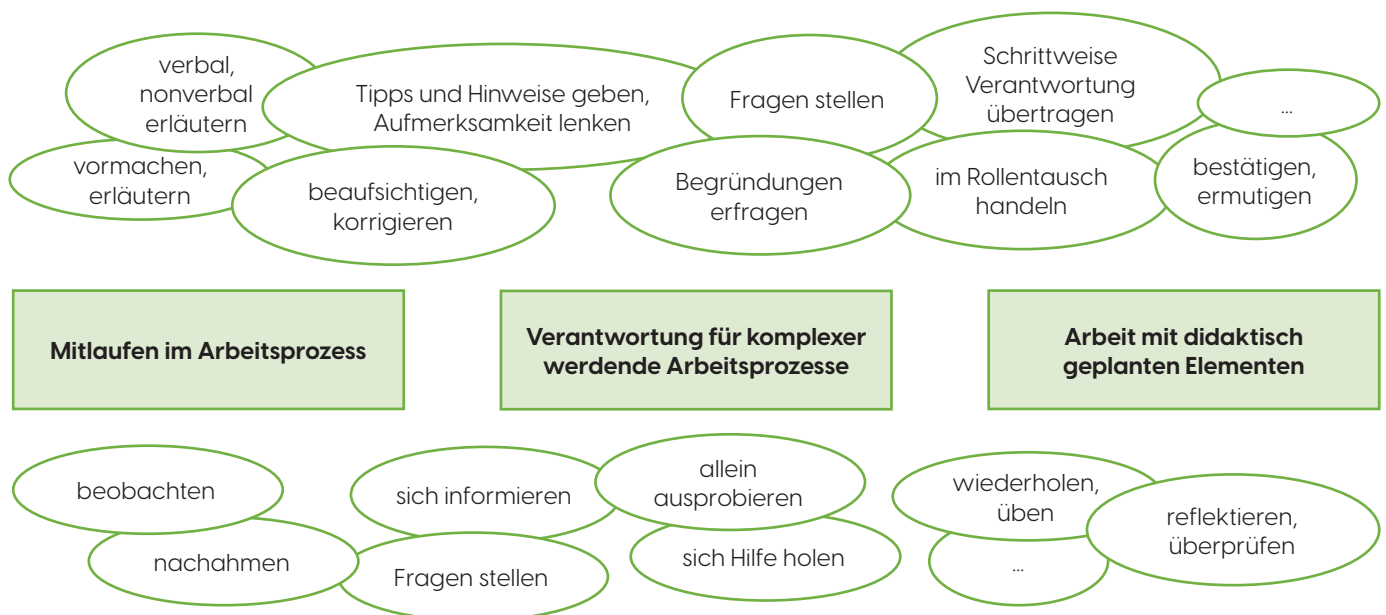 verbal,
nonverbal
erläutern
Tipps und Hinweise geben,
Aufmerksamkeit lenken
Fragen stellen
Schrittweise
Verantwortung
übertragen
...
vormachen,
erläutern
beaufsichtigen,
korrigieren
Begründungen
erfragen
im Rollentausch
handeln
bestätigen,
ermutigen
Mitlaufen im Arbeitsprozess
Verantwortung für komplexer
werdende Arbeitsprozesse
Arbeit mit didaktisch
geplanten Elementen
beobachten
nachahmen
sich informieren
Fragen stellen
allein
ausprobieren
sich Hilfe holen
wiederholen,
üben
...
reflektieren,
überprüfen